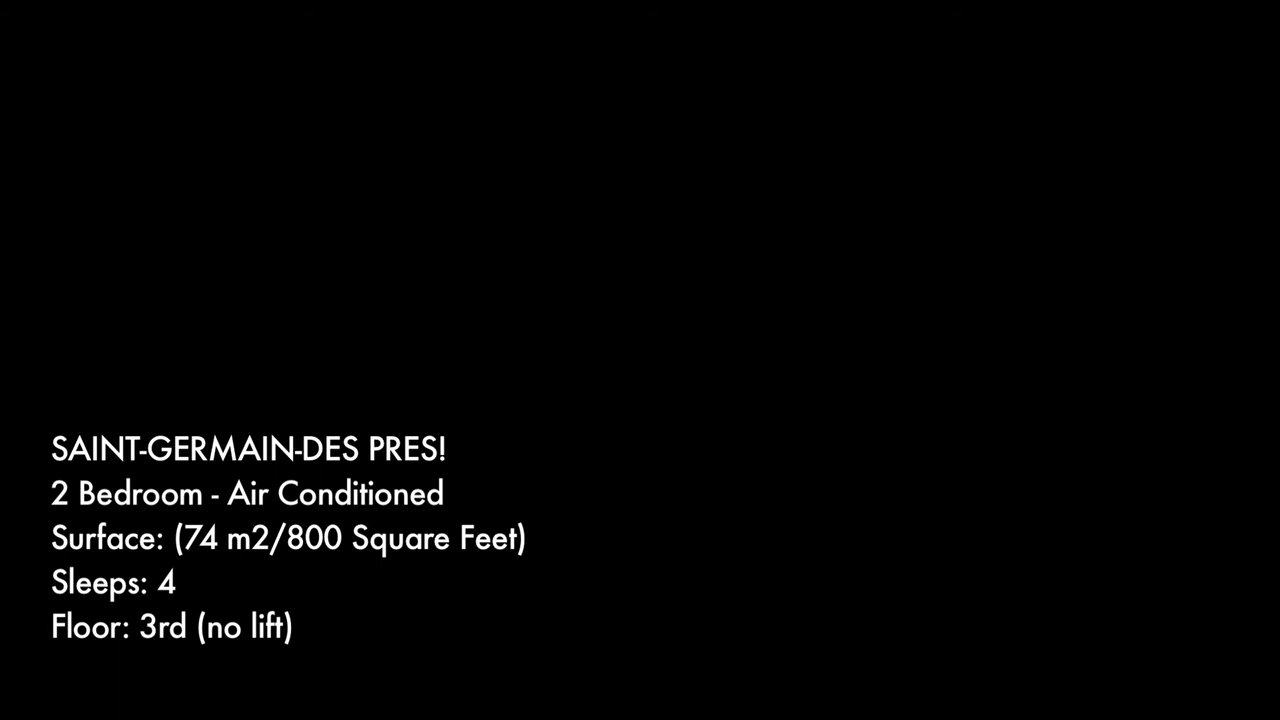 SAINT-GERMAIN-DES PRES!
2 Bedroom - Air Conditioned
Surface: (74 m2/800 Square Feet)
Sleeps: 4
Floor: 3rd (no lift)